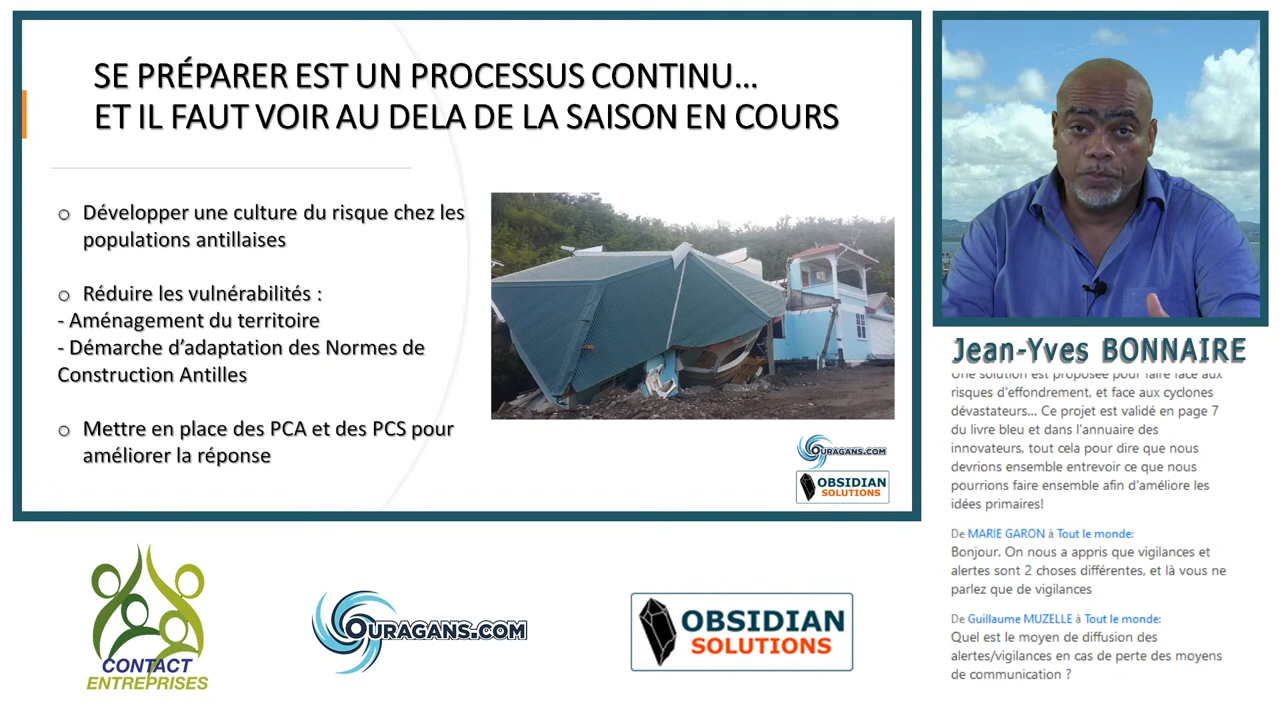 SE PRÉPARER EST UN PROCESSUS CONTINU...
ET IL FAUT VOIR AU DELA DE LA SAISON EN COURS
o Développer une culture du risque chez les
populations antillaises
o Réduire les vulnérabilités :
- Aménagement du territoire
- Démarche d'adaptation des Normes de
Construction Antilles
o Mettre en place des PCA et des PCS pour
améliorer la réponse
OURAGANS.COM
OBSIDIAN
SOLUTIONS
Jean-Yves BONNAIRE
Une solution est proposée pour faire face aux
risques d'effondrement, et face aux cyclones
dévastateurs... Ce projet est validé en page 7
du livre bleu et dans l'annuaire des
innovateurs, tout cela pour dire que nous
devrions ensemble entrevoir ce que nous
pourrions faire ensemble afin d'améliore les
idées primaires!
De MARIE GARON à Tout le monde:
Bonjour. On nous a appris que vigilances et
alertes sont 2 choses différentes, et là vous ne
parlez que de vigilances
De Guillaume MUZELLE à Tout le monde:
Quel est le moyen de diffusion des
alertes/vigilances en cas de perte des moyens
de communication ?
CONTACT
ENTREPRISES
OURAGANS.COM
OBSIDIAN
SOLUTIONS